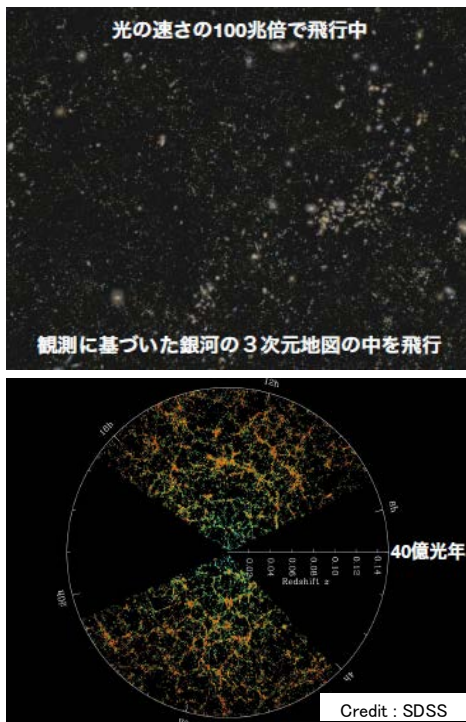 光の速さの100兆倍で飛行中
観測に基づいた銀河の３次元地図の中を飛行
12h
16h
8h
40億光年
0.02
0.04
0.06
0.08
0.10
0.12
0.14
Redshift z
20h
4h
Credit : SDSS